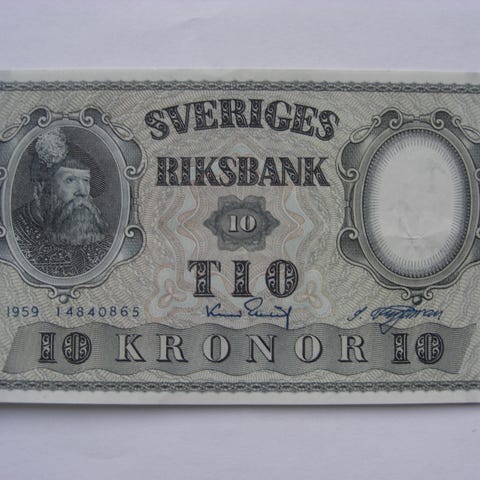 SVERIGES
RIKSBANK
10
TIO
1959 14840865
10 KRONOR 10